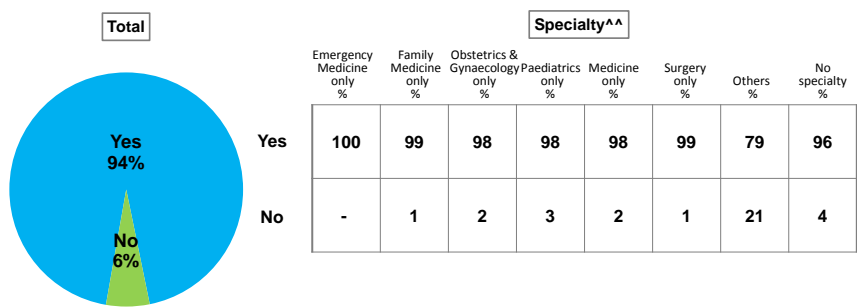 Total
Yes
94%
No
6%
Specialty^^
Emergency Medicine only %
Family Medicine only %
Obstetrics & Gynaecology only %
Paediatrics only %
Medicine only %
Surgery only %
Others %
No specialty %
Yes 100 99 98 98 98 99 79 96
No - 1 2 3 2 1 21 4